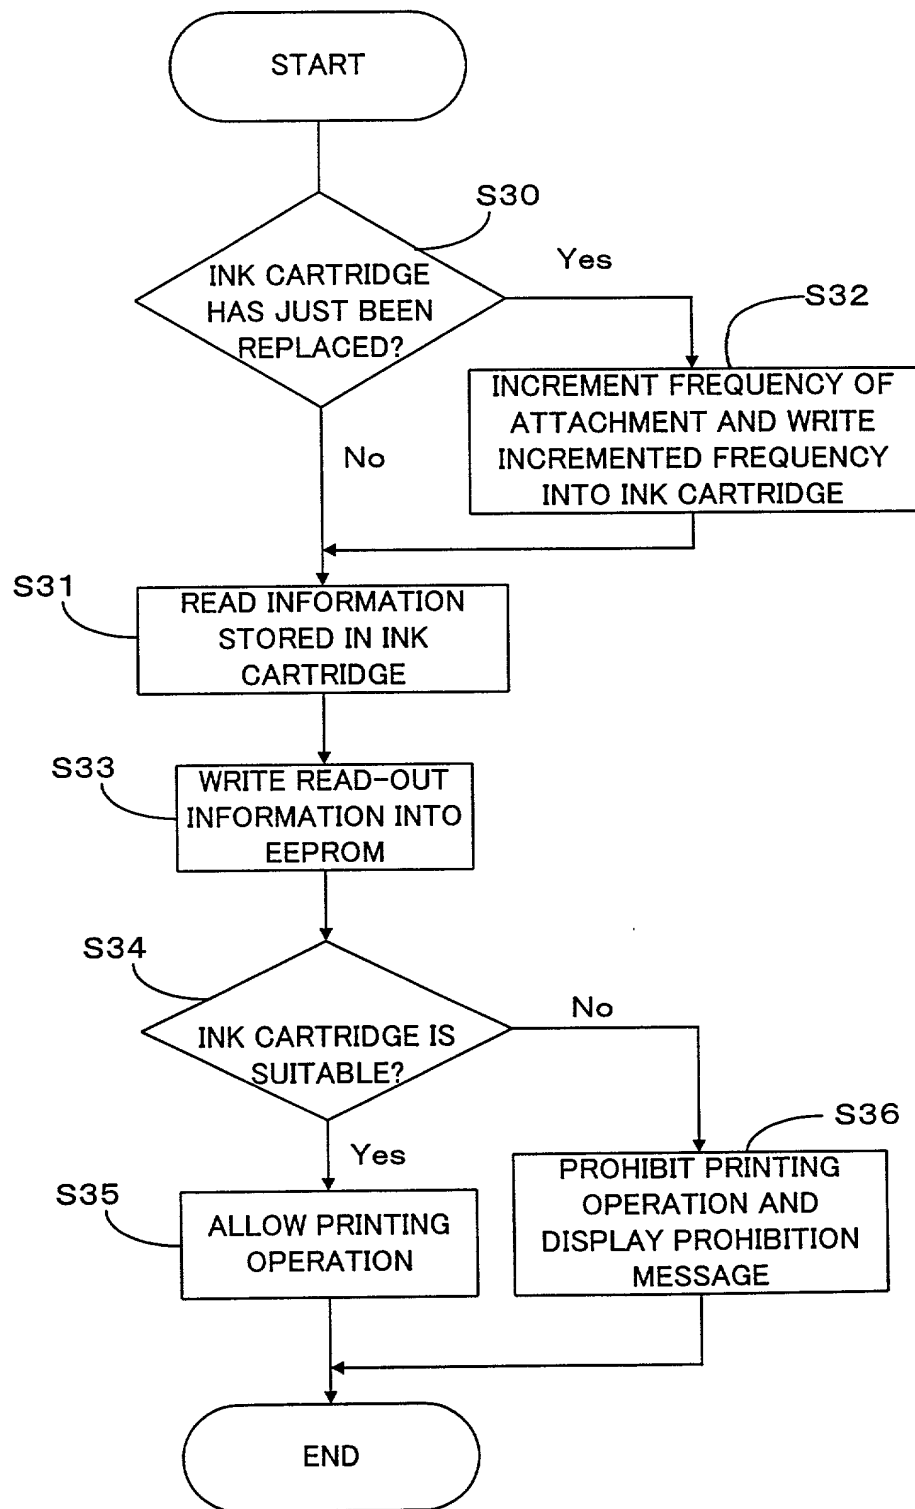 START
S30
INK CARTRIDGE
HAS JUST BEEN
REPLACED?
Yes
S32
INCREMENT FREQUENCY OF
ATTACHMENT AND WRITE
INCREMENTED FREQUENCY
INTO INK CARTRIDGE
No
S31
READ INFORMATION
STORED IN INK
CARTRIDGE
S33
WRITE READ-OUT
INFORMATION INTO
EEPROM
S34
INK CARTRIDGE IS
SUITABLE?
No
Yes
S36
PROHIBIT PRINTING
OPERATION AND
DISPLAY PROHIBITION
MESSAGE
S35
ALLOW PRINTING
OPERATION
END